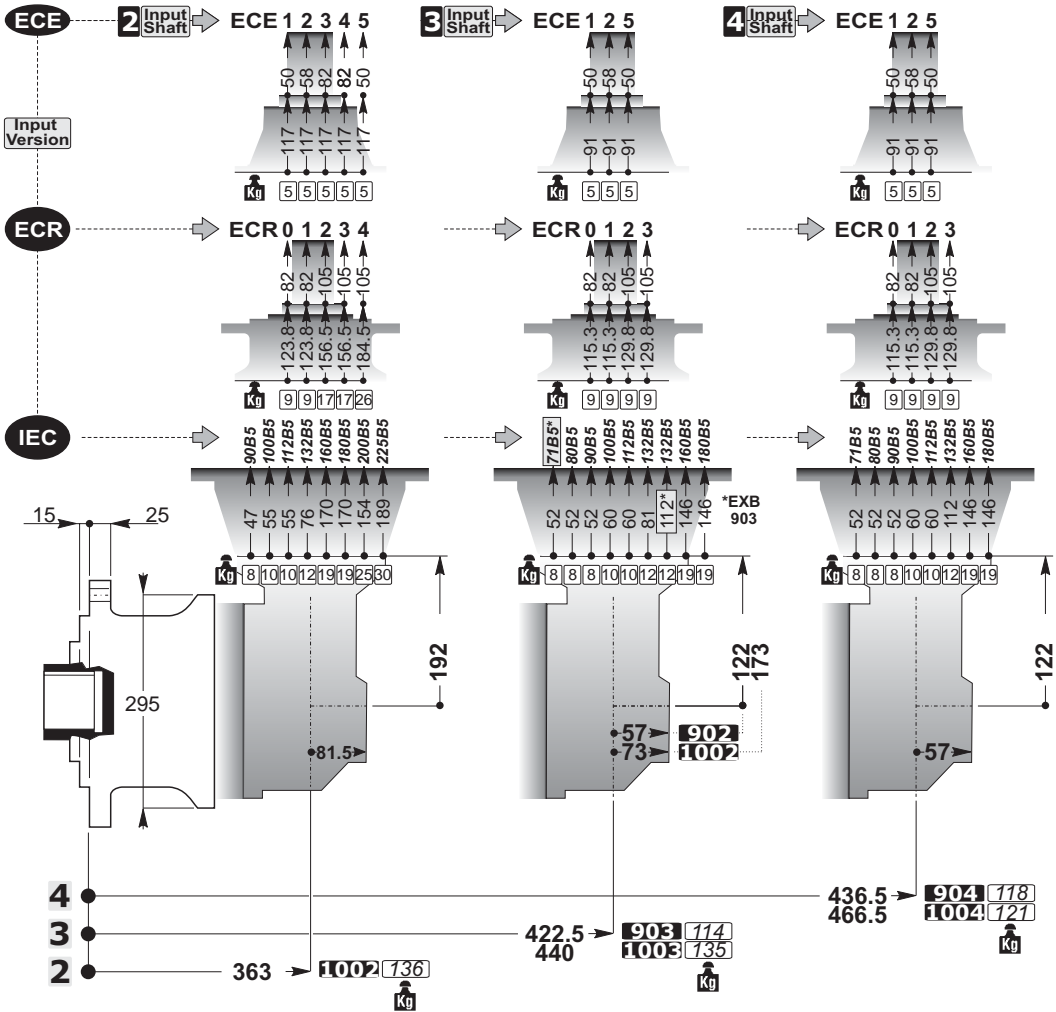 ECE
2 Input Shaft
ECE 1 2 3 4 5
50 58 82 82 50
117 117 117 117 117
Kg 5 5 5 5 5
3 Input Shaft
ECE 1 2 5
50 58 50
91 91 91
Kg 5 5 5
4 Input Shaft
ECE 1 2 5
50 58 50
91 91 91
Kg 5 5 5
Input
Version
ECR
ECR 0 1 2 3 4
82 82 105 105 105
123.8 123.8 156.5 156.5 184.5
Kg 9 9 17 17 26
ECR 0 1 2 3
82 82 105 105
115.3 115.3 129.8 129.8
Kg 9 9 9 9
ECR 0 1 2 3
82 82 105 105
115.3 115.3 129.8 129.8
Kg 9 9 9 9
IEC
90B5 100B5 112B5 132B5 160B5 180B5 200B5 225B5
47 55 55 76 170 170 154 189
Kg 8 10 10 12 19 19 25 30
71B5* 80B5 90B5 100B5 112B5 132B5 132B5 160B5 180B5
52 52 52 60 60 81 112* 146 146
*EXB
903
Kg 8 8 8 10 10 12 12 19 19
71B5 80B5 90B5 100B5 112B5 132B5 160B5 180B5
52 52 52 60 60 112 146 146
Kg 8 8 8 10 10 12 19 19
15 25
295
192
81.5
122
173
57 902
73 1002
122
57
4 436.5 904 118
466.5 1004 121
Kg
3 422.5 903 114
440 1003 135
Kg
2 363 1002 136
Kg